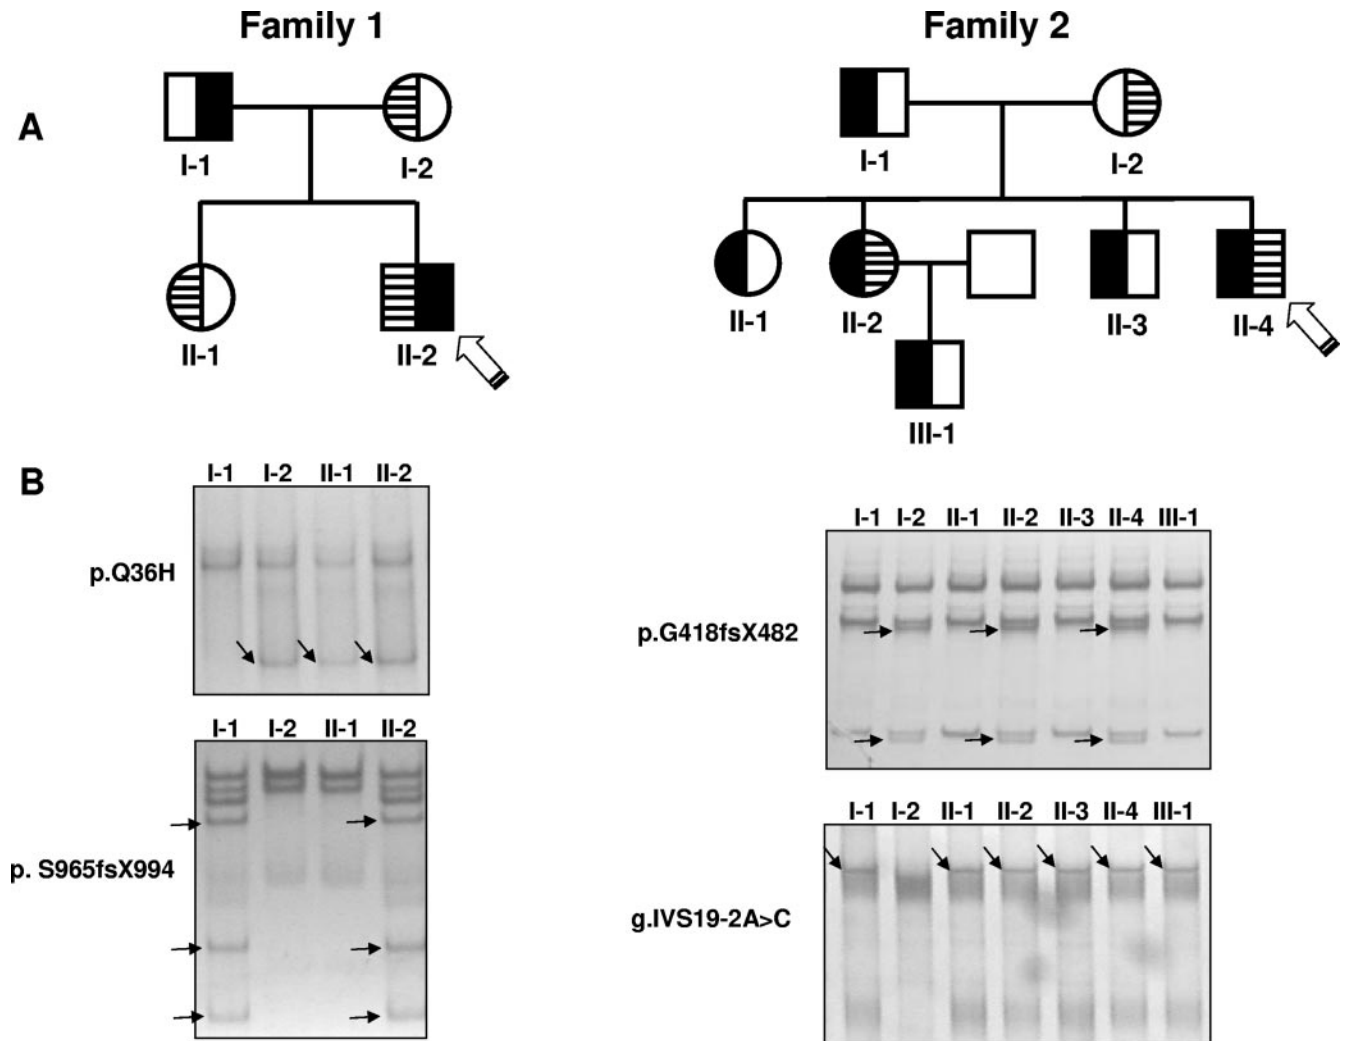 Family 1
Family 2
A
I-1
I-2
II-1
II-2
I-1
I-2
II-1
II-2
II-3
II-4
III-1
B
I-1 I-2 II-1 II-2
p.Q36H
I-1 I-2 II-1 II-2
p. S965fsX994
I-1 I-2 II-1 II-2 II-3 II-4 III-1
p.G418fsX482
I-1 I-2 II-1 II-2 II-3 II-4 III-1
g.IVS19-2A>C